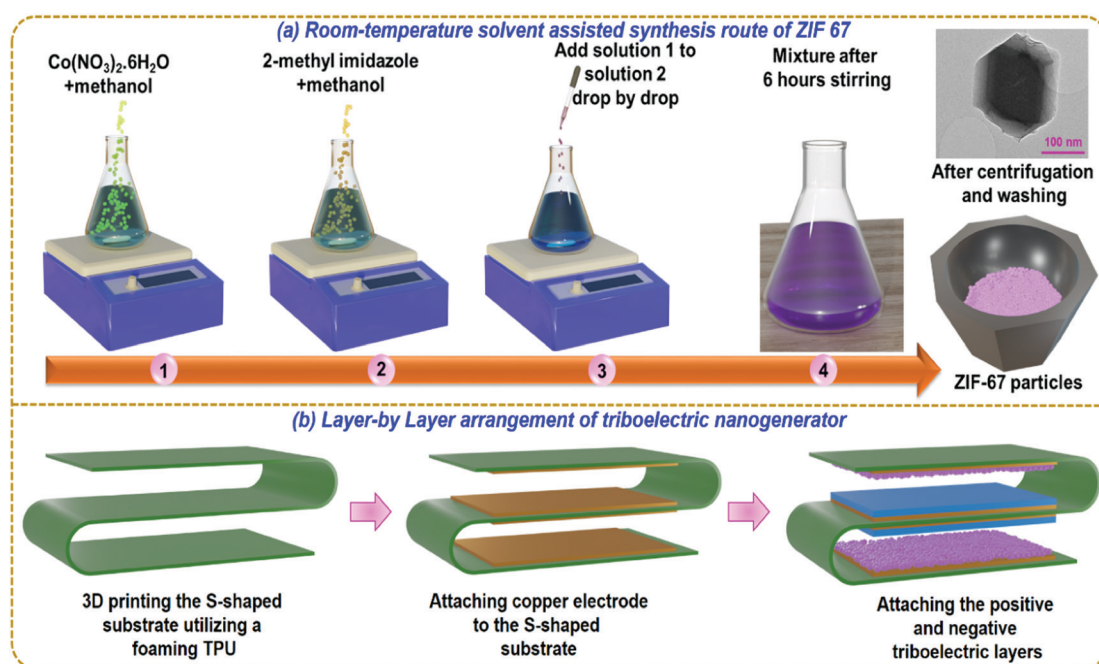 (a) Room-temperature solvent assisted synthesis route of ZIF 67
Co(NO3)2.6H2O
+methanol
2-methyl imidazole
+methanol
Add solution 1 to
solution 2
drop by drop
Mixture after
6 hours stirring
100 nm
After centrifugation
and washing
ZIF-67 particles
1
2
3
4
(b) Layer-by Layer arrangement of triboelectric nanogenerator
3D printing the S-shaped
substrate utilizing a
foaming TPU
Attaching copper electrode
to the S-shaped
substrate
Attaching the positive
and negative
triboelectric layers